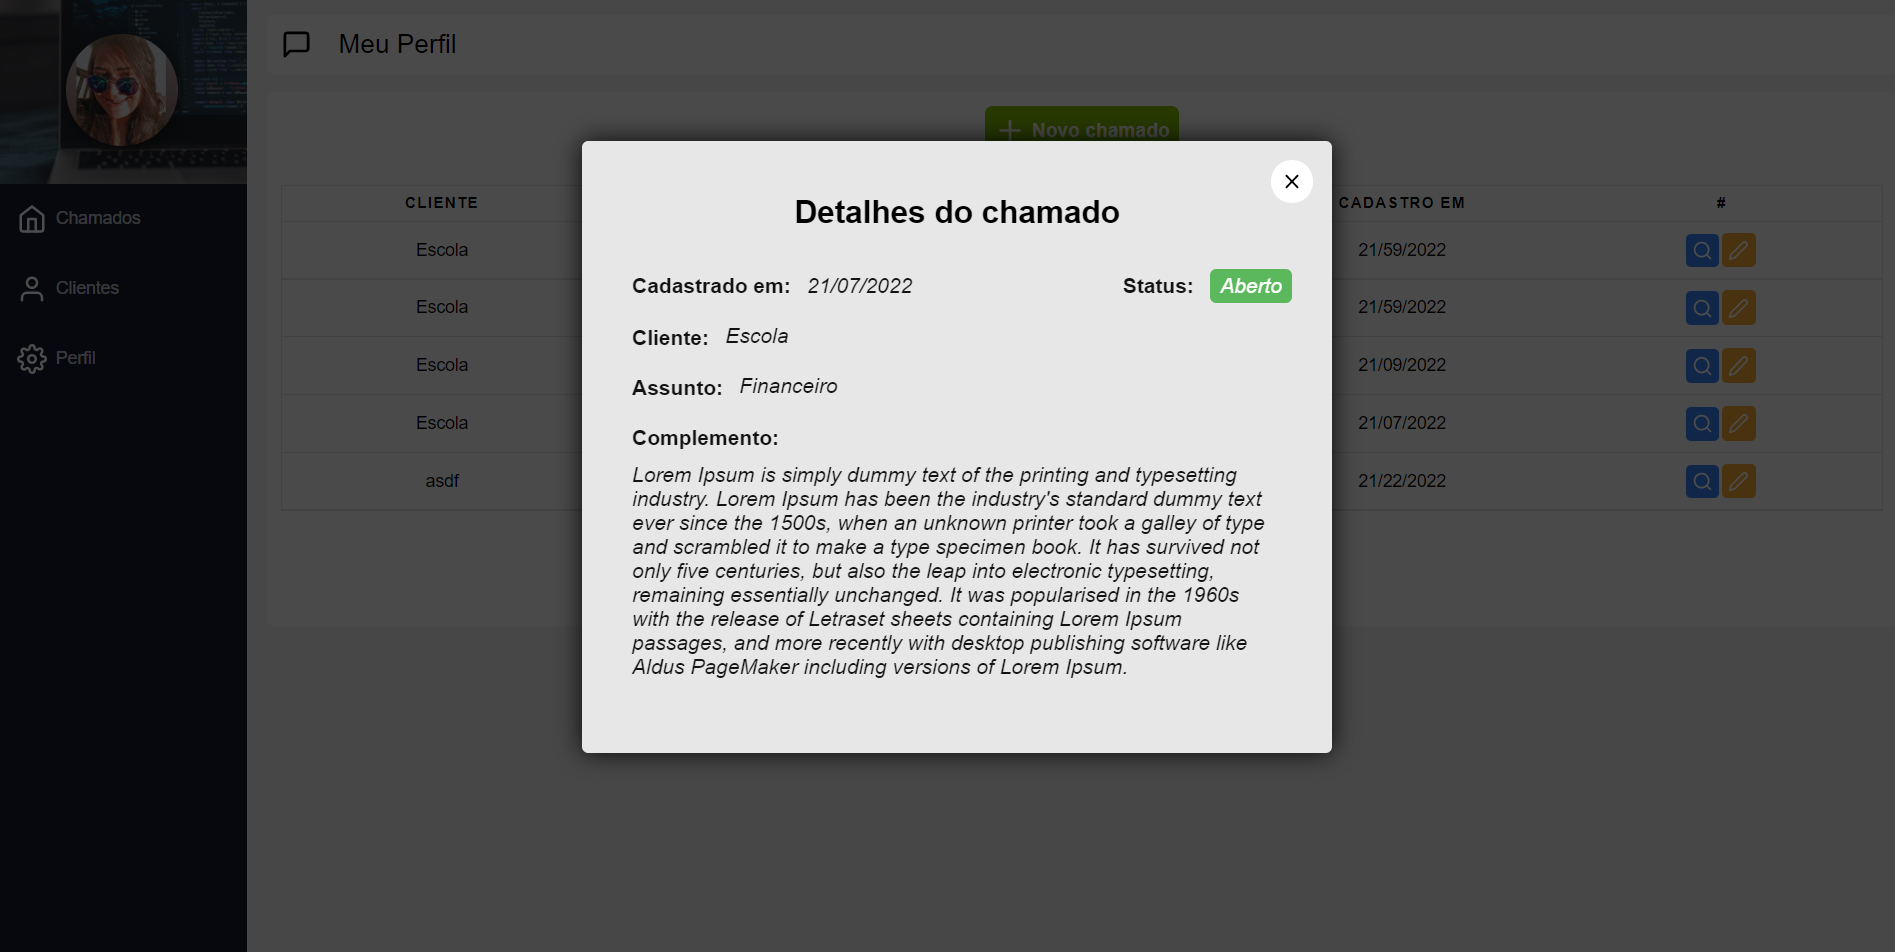 Meu Perfil
Novo chamado
Chamados
Clientes
Perfil
CLIENTE
CADASTRO EM
#
Escola
21/59/2022
Escola
21/59/2022
Escola
21/09/2022
Escola
21/07/2022
asdf
21/22/2022
Detalhes do chamado
Cadastrado em: 21/07/2022
Status: Aberto
Cliente: Escola
Assunto: Financeiro
Complemento:
Lorem Ipsum is simply dummy text of the printing and typesetting
industry. Lorem Ipsum has been the industry's standard dummy text
ever since the 1500s, when an unknown printer took a galley of type
and scrambled it to make a type specimen book. It has survived not
only five centuries, but also the leap into electronic typesetting,
remaining essentially unchanged. It was popularised in the 1960s
with the release of Letraset sheets containing Lorem Ipsum
passages, and more recently with desktop publishing software like
Aldus PageMaker including versions of Lorem Ipsum.